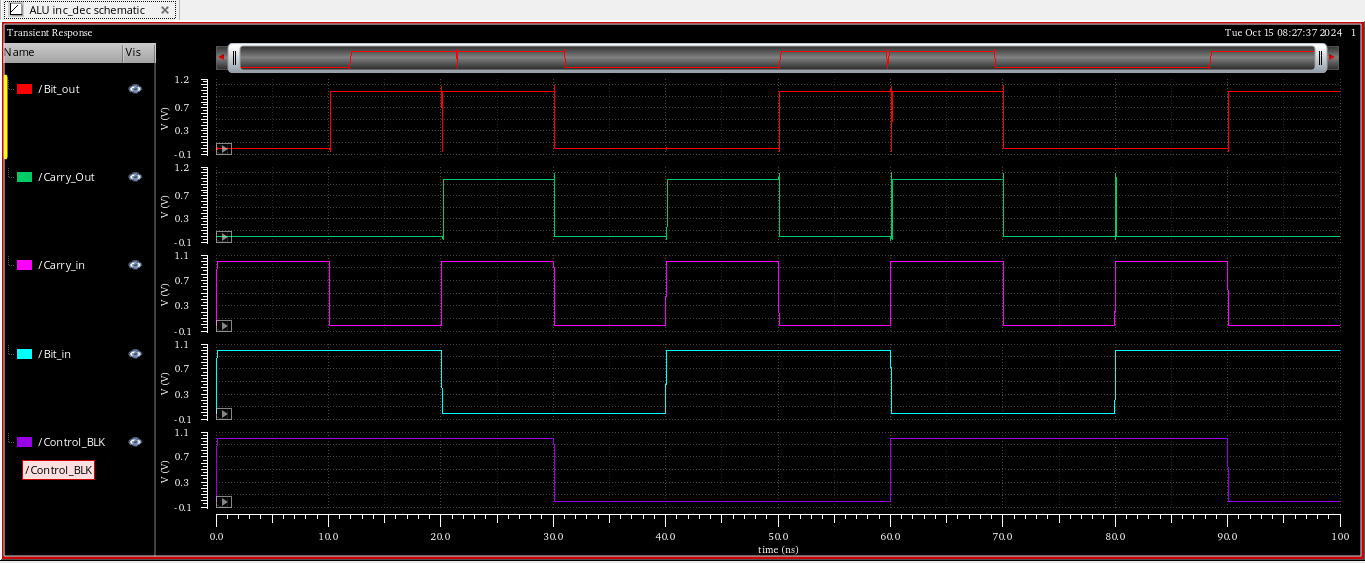 ALU inc_dec schematic
Transient Response
Tue Oct 15 08:27:37 2024 1
Name Vis
/Bit_out
V (V)
1.2
0.7
0.3
-0.1
/Carry_Out
V (V)
1.2
0.7
0.3
-0.1
/Carry_in
V (V)
1.1
0.7
0.3
-0.1
/Bit_in
V (V)
1.1
0.7
0.3
-0.1
/Control_BLK
/Control_BLK
V (V)
1.1
0.7
0.3
-0.1
0.0 10.0 20.0 30.0 40.0 50.0 60.0 70.0 80.0 90.0 100
time (ns)